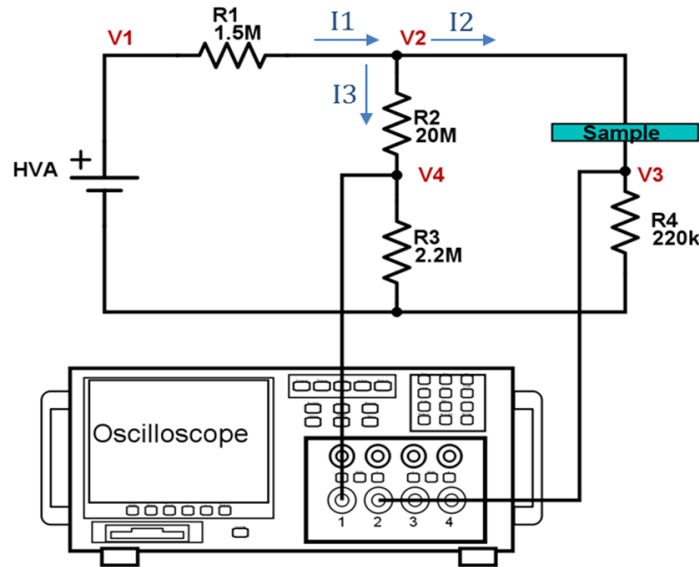 R1
1.5M
V1
I1
V2
I2
I3
R2
20M
Sample
HVA
+
V4
V3
R3
2.2M
R4
220k
Oscilloscope
1 2 3 4